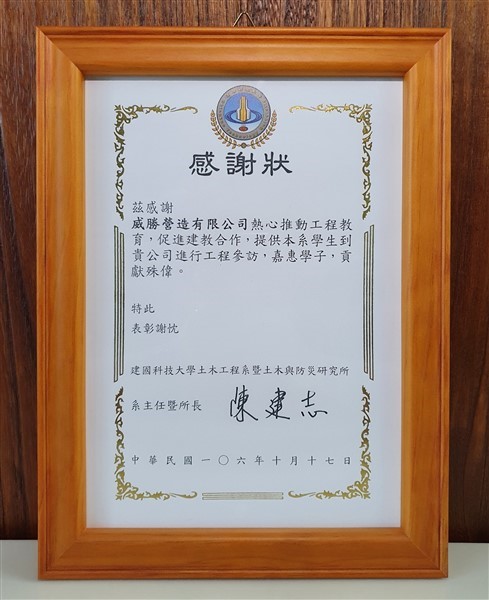 感謝狀
茲感謝
威勝營造有限公司熱心推動工程教
育，促進建教合作，提供本系學生到
貴公司進行工程參訪，嘉惠學子，貢
獻殊偉。
特此
表彰謝忱
建國科技大學土木工程系暨土木與防災研究所
系主任暨所長 陳建志
中華民國一〇六年十月十七日